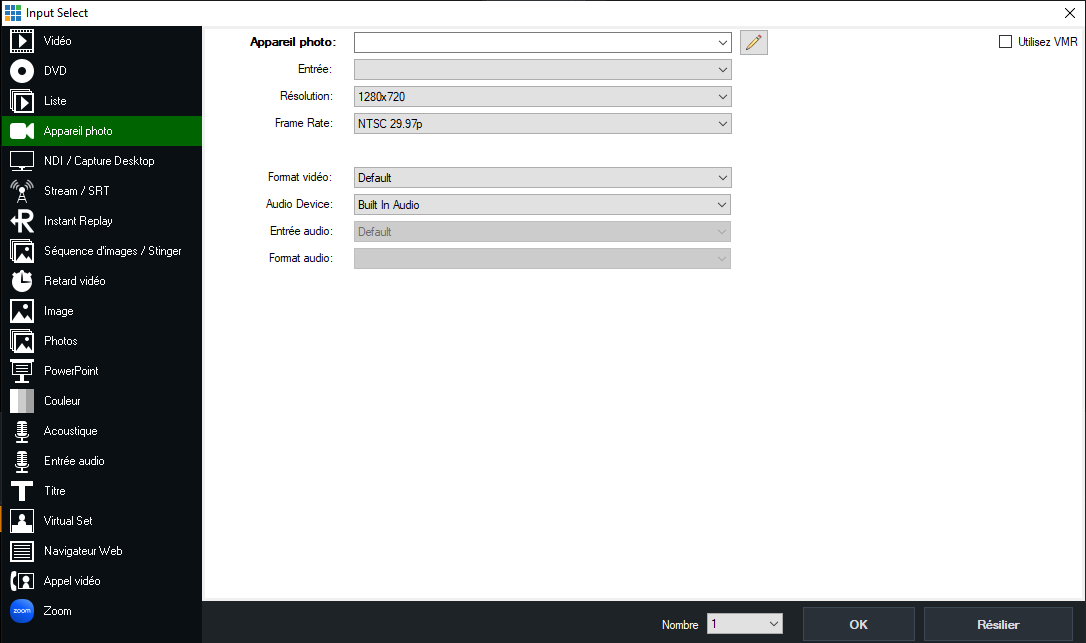 Input Select
Vidéo
DVD
Liste
Appareil photo
NDI / Capture Desktop
Stream / SRT
Instant Replay
Séquence d'images / Stinger
Retard vidéo
Image
Photos
PowerPoint
Couleur
Acoustique
Entrée audio
Titre
Virtual Set
Navigateur Web
Appel vidéo
zoom Zoom
Appareil photo:
Utilisez VMR
Entrée:
Résolution: 1280x720
Frame Rate: NTSC 29.97p
Format vidéo: Default
Audio Device: Built In Audio
Entrée audio: Default
Format audio:
Nombre 1 OK Résilier